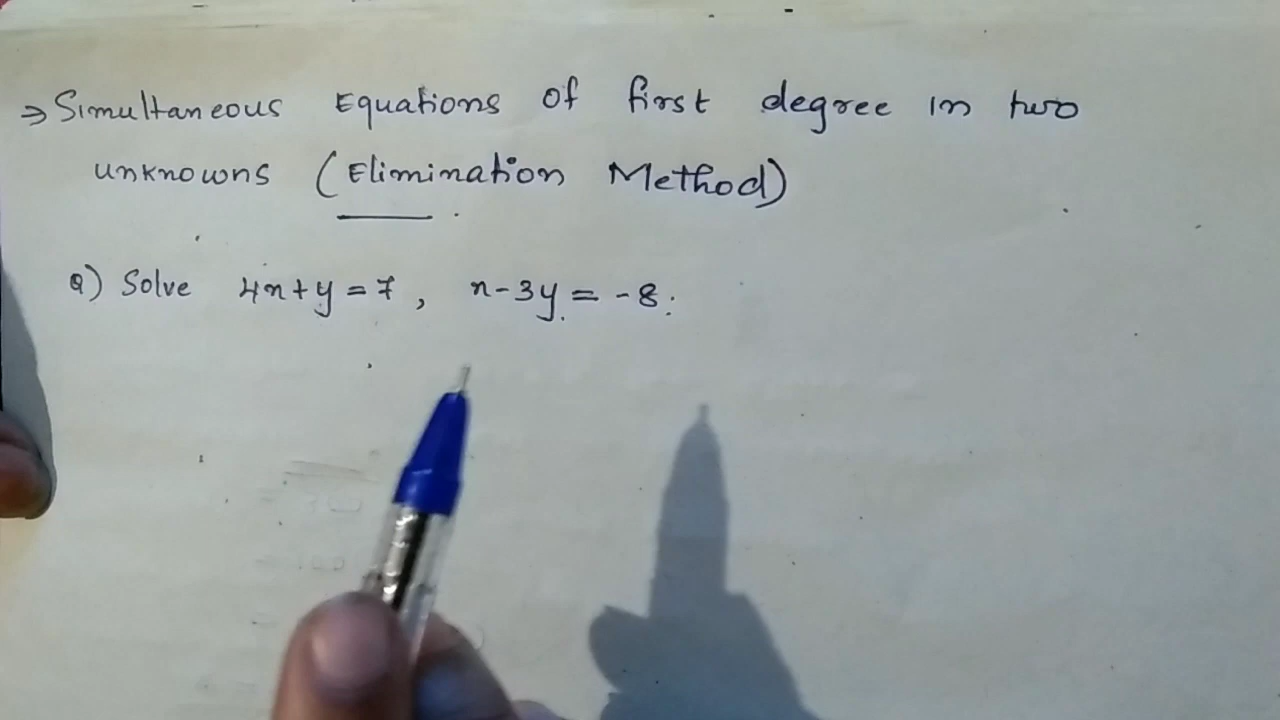 → Simultaneous Equations of first degree in two
unknowns (Elimination Method)
Q) Solve 4x+y=7, x-3y=-8.